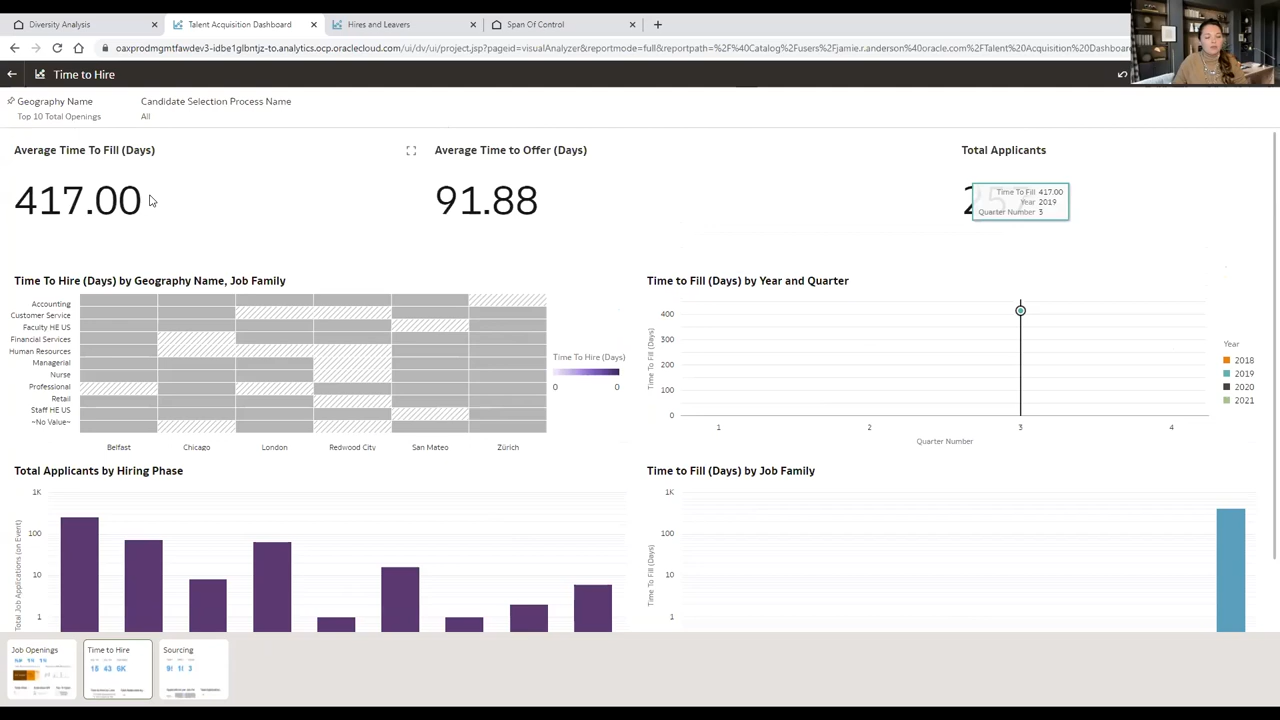 Diversity Analysis
Talent Acquisition Dashboard
Hires and Leavers
Span Of Control
oaxprodmgmtfawdev3-idbe1glbntjz-to.analytics.ocp.oraclecloud.com/ui/dv/ui/project.jsp?pageid=visualAnalyzer&reportmode=full&reportpath=%2F%40Catalog%2Fusers%2Fjamie.r.anderson%40oracle.com%2FTalent%20Acquisition%20Dashboar
Time to Hire
Geography Name
Top 10 Total Openings
Candidate Selection Process Name
All
Average Time To Fill (Days)
417.00
Average Time to Offer (Days)
91.88
Total Applicants
Time To Fill 417.00
Year 2019
Quarter Number 3
Time To Hire (Days) by Geography Name, Job Family
Accounting
Customer Service
Faculty HE US
Financial Services
Human Resources
Managerial
Nurse
Professional
Retail
Staff HE US
~No Value~
Belfast Chicago London Redwood City San Mateo Zürich
Time To Hire (Days)
0 0
Time to Fill (Days) by Year and Quarter
Time To Fill (Days)
400
300
200
100
0
1 2 3 4
Quarter Number
Year
2018
2019
2020
2021
Total Applicants by Hiring Phase
Total Job Applications (on Event)
1K
100
10
1
Time to Fill (Days) by Job Family
Time To Fill (Days)
1K
100
10
1
Job Openings
Time to Hire
Sourcing